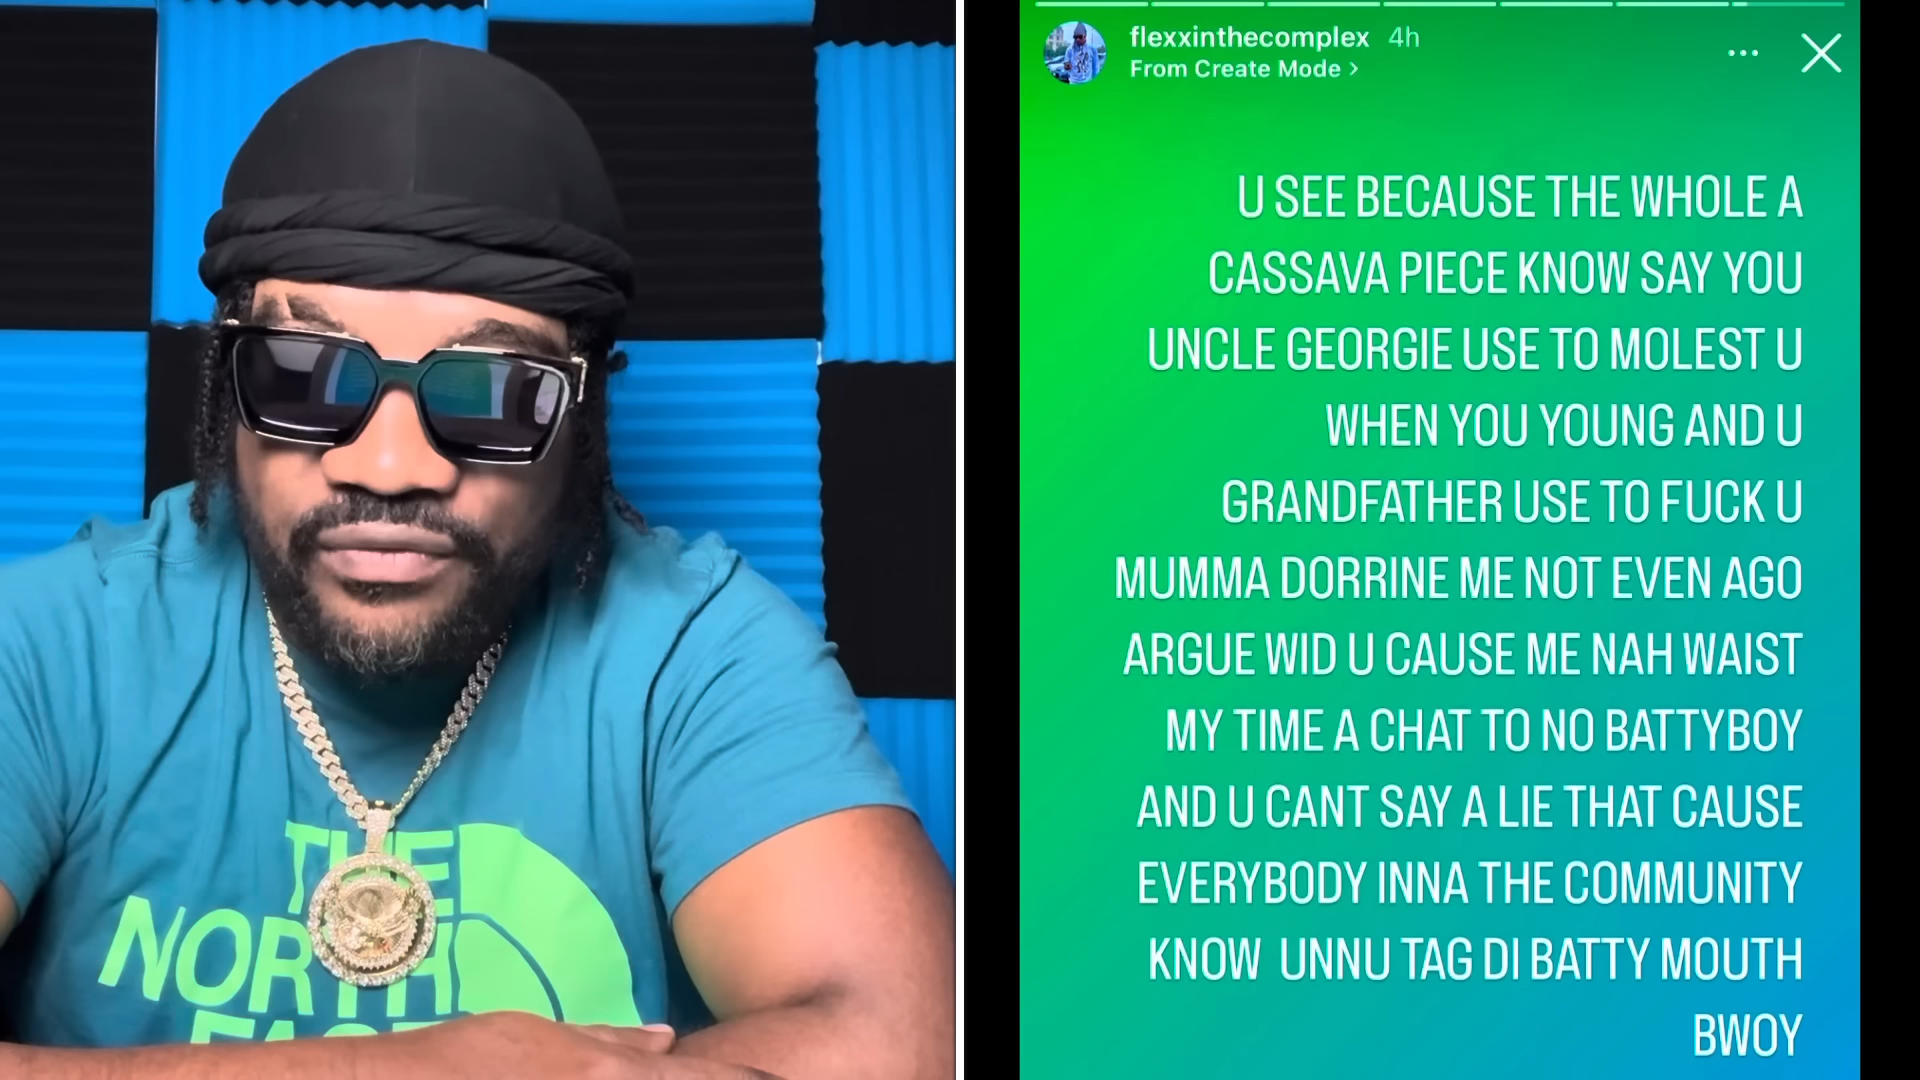 THE
NORTH
FACE
flexxinthecomplex 4h
From Create Mode >
U SEE BECAUSE THE WHOLE A
CASSAVA PIECE KNOW SAY YOU
UNCLE GEORGIE USE TO MOLEST U
WHEN YOU YOUNG AND U
GRANDFATHER USE TO FUCK U
MUMMA DORRINE ME NOT EVEN AGO
ARGUE WID U CAUSE ME NAH WAIST
MY TIME A CHAT TO NO BATTYBOY
AND U CANT SAY A LIE THAT CAUSE
EVERYBODY INNA THE COMMUNITY
KNOW UNNU TAG DI BATTY MOUTH
BWOY